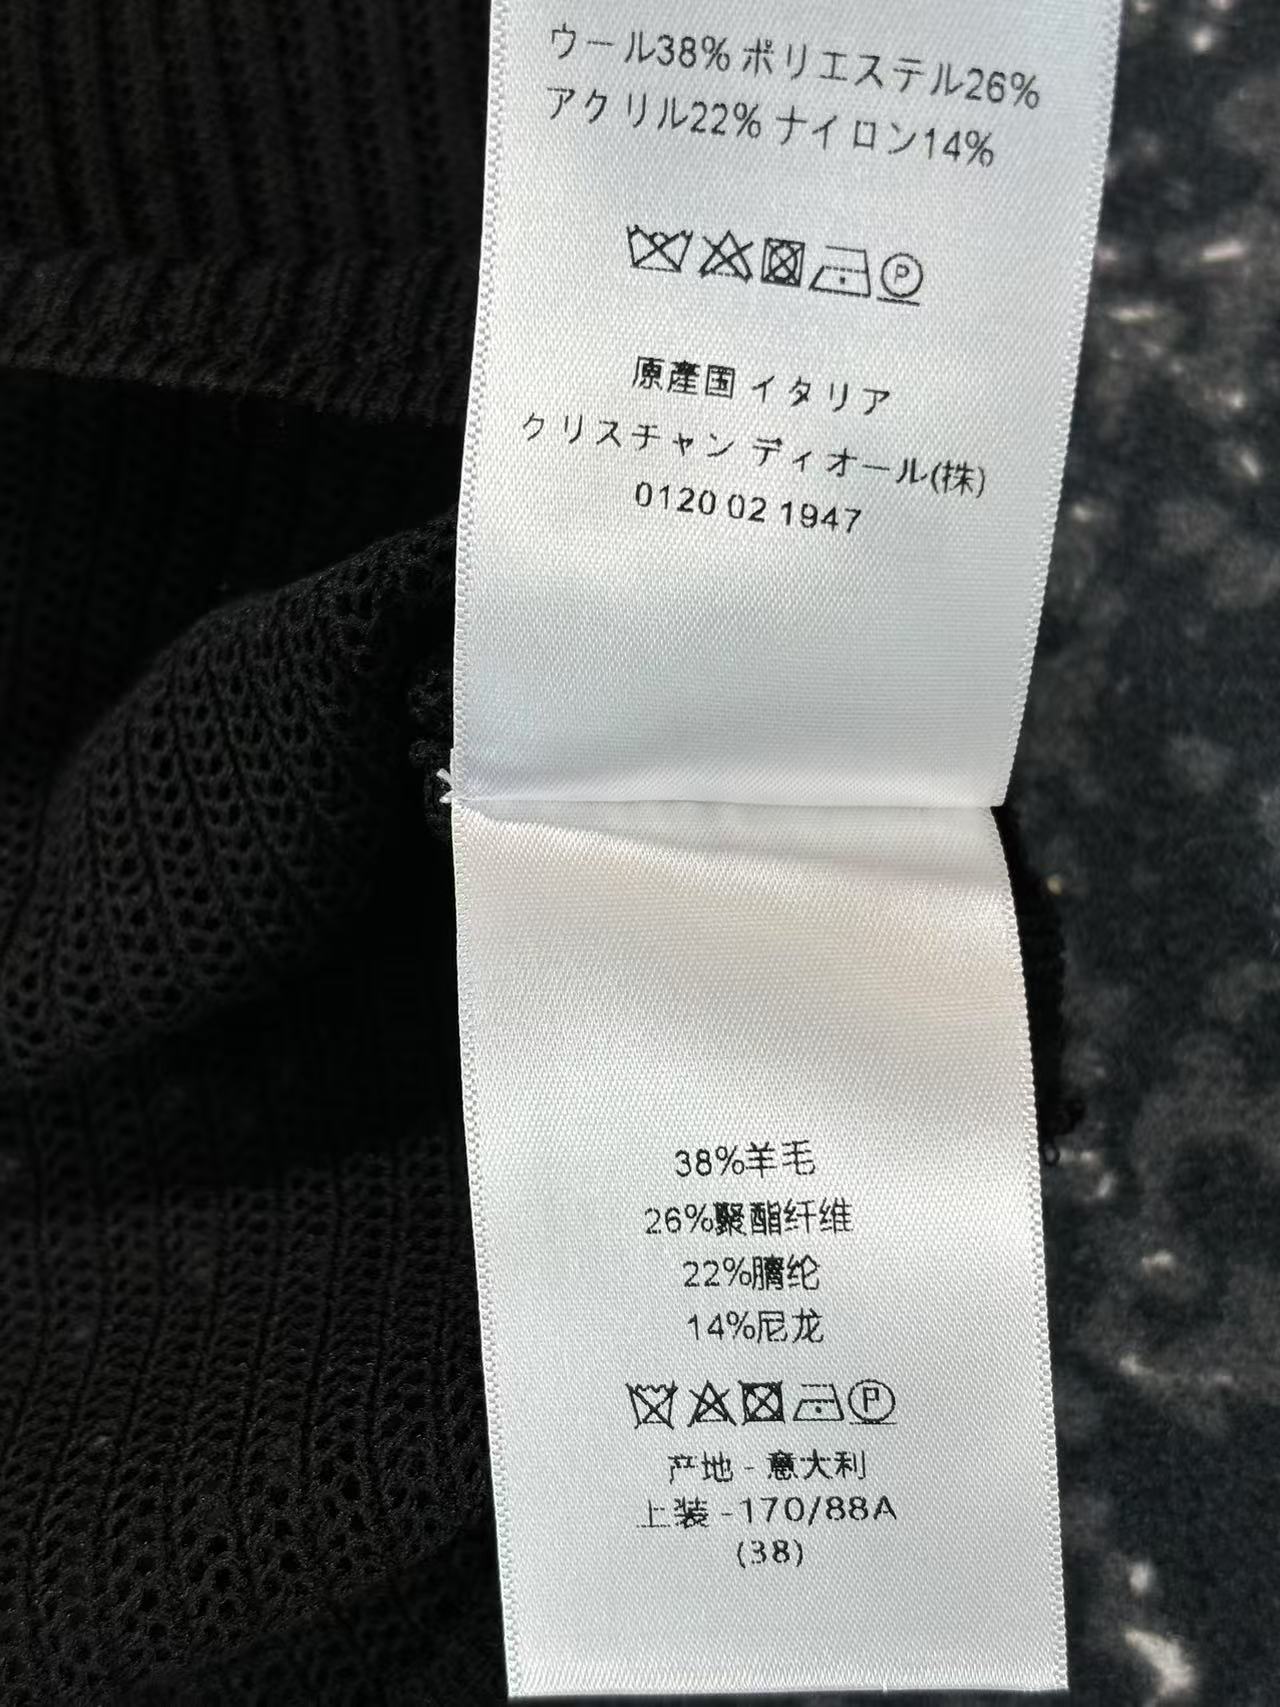 ウール38% ポリエステル26%
アクリル22% ナイロン14%
P
原産国 イタリア
クリスチャン ディオール(株)
0120 02 1947
38%羊毛
26%聚酯纤维
22%腈纶
14%尼龙
P
产地 - 意大利
上装 - 170/88A
(38)